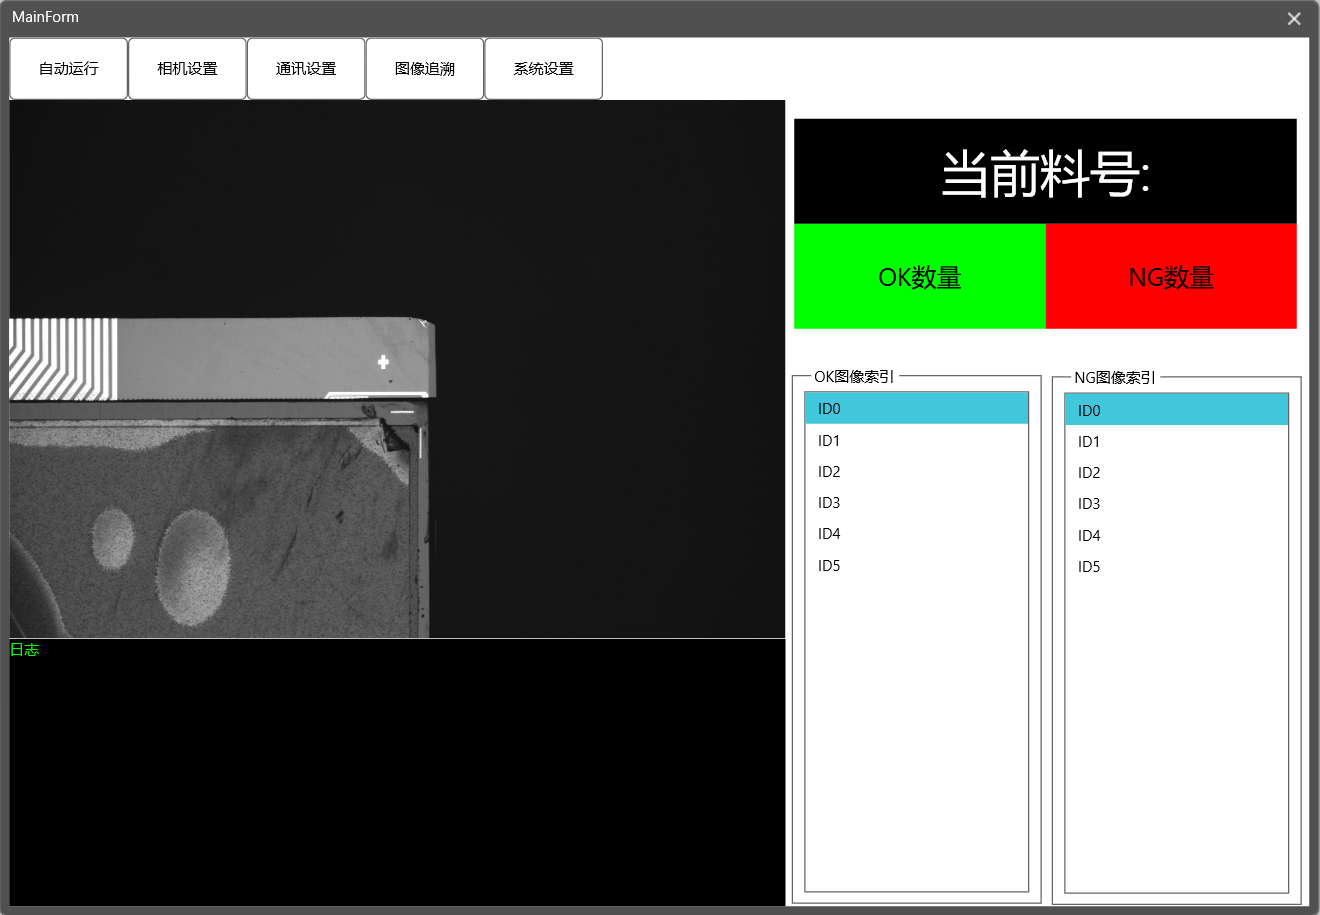 MainForm
自动运行
相机设置
通讯设置
图像追溯
系统设置
当前料号:
OK数量
NG数量
OK图像索引
ID0
ID1
ID2
ID3
ID4
ID5
NG图像索引
ID0
ID1
ID2
ID3
ID4
ID5
日志